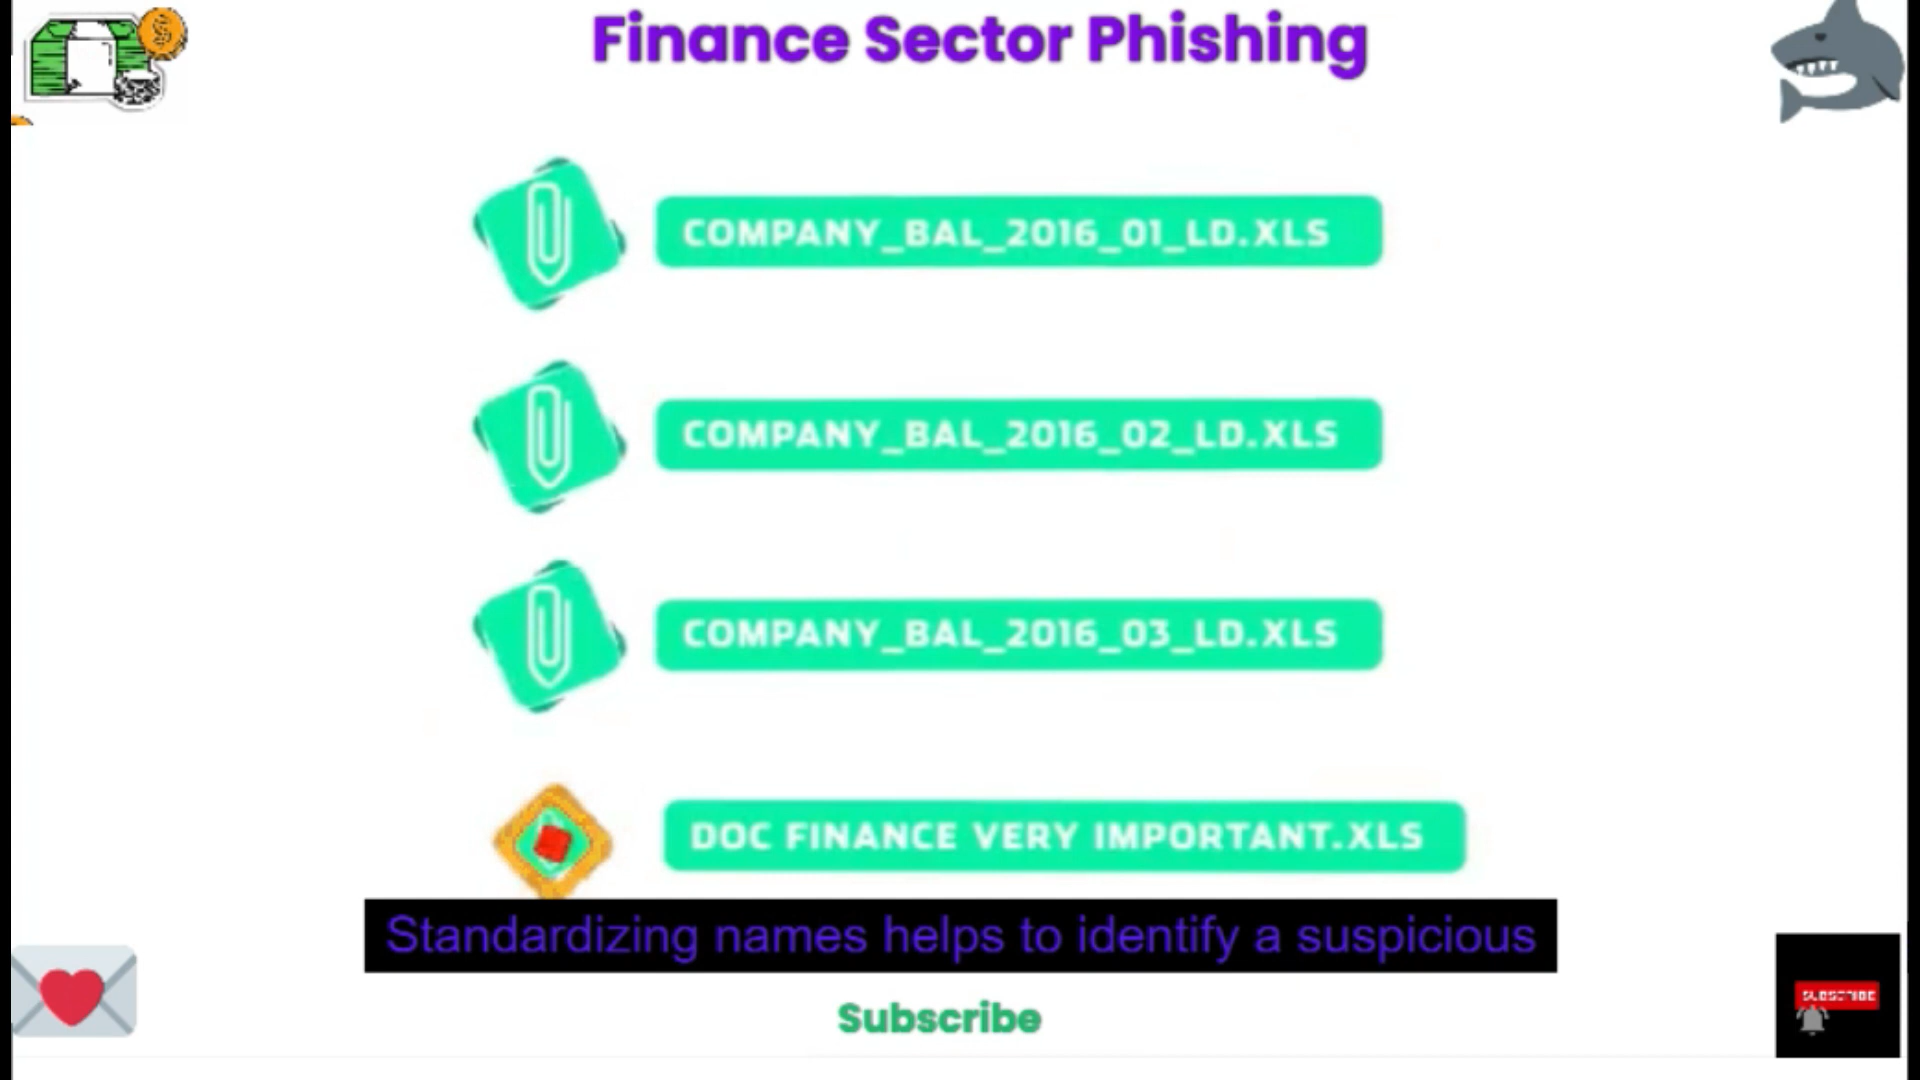 Finance Sector Phishing
COMPANY_BAL_2016_01_LD.XLS
COMPANY_BAL_2016_02_LD.XLS
COMPANY_BAL_2016_03_LD.XLS
DOC FINANCE VERY IMPORTANT.XLS
Standardizing names helps to identify a suspicious
Subscribe
SUBSCRIBE